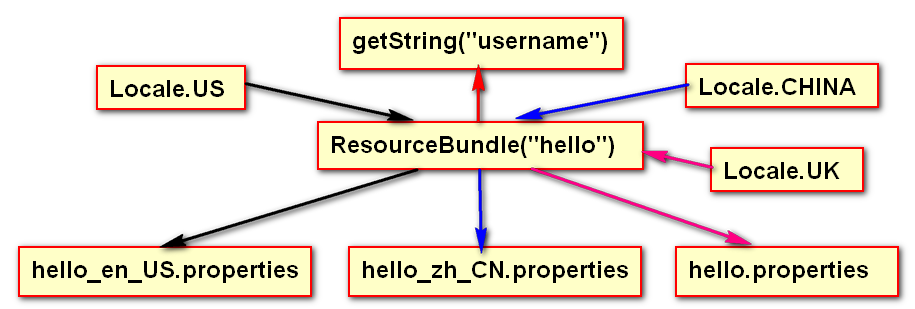 getString("username")
Locale.US
Locale.CHINA
ResourceBundle("hello")
Locale.UK
hello_en_US.properties
hello_zh_CN.properties
hello.properties